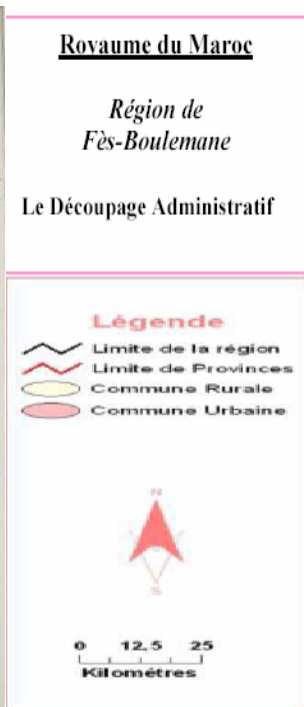 Rovaume du Maroc
Région de
Fès-Boulemane
Le Découpage Administratif
Légende
Limite de la région
Limite de Provinces
Commune Rurale
Commune Urbaine
N
S
0 12,5 25
Kilométres